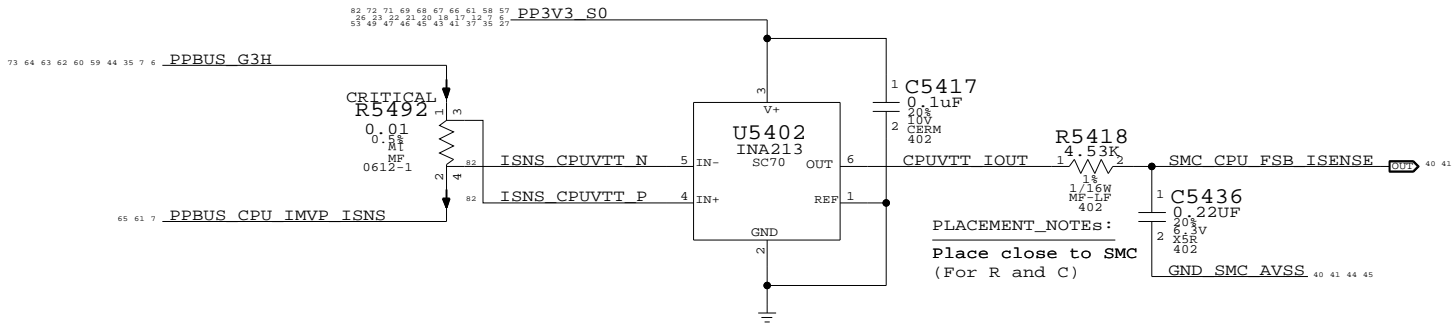 82 72 71 69 68 67 66 61 58 57
26 23 22 21 20 18 17 12 7 6
53 49 47 46 45 43 41 37 35 27
PP3V3_S0
73 64 63 62 60 59 44 35 7 6 PPBUS_G3H
CRITICAL
R5492
0.01
0.5%
MF
0612-1
1 3
2 4
65 61 7 PPBUS_CPU_IMVP_ISNS
82 ISNS_CPUVTT_N 5
82 ISNS_CPUVTT_P 4
3
V+
U5402
INA213
SC70
IN-
IN+
OUT 6
REF 1
GND
2
1 C5417
0.1uF
20%
10V
2 CERM
402
CPUVTT_IOUT
R5418
1 4.53K 2
1%
1/16W
MF-LF
402
SMC_CPU_FSB_ISENSE OUT 40 41
1 C5436
0.22UF
20%
6.3V
2 X5R
402
GND_SMC_AVSS 40 41 44 45
PLACEMENT_NOTEs:
Place close to SMC
(For R and C)